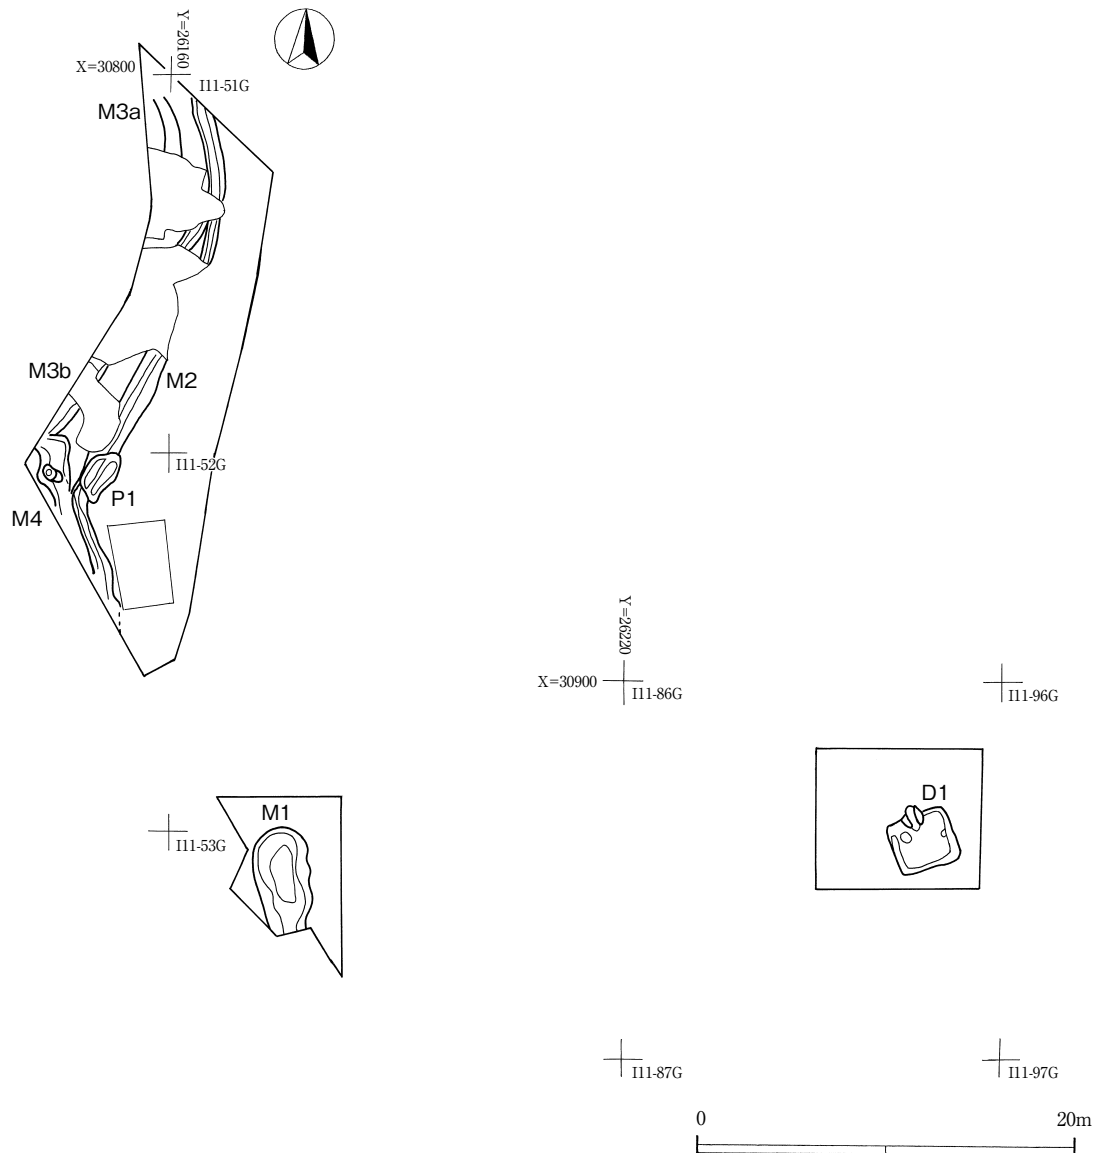 Y=26160
X=30800
I11-51G
M3a
M3b
M2
I11-52G
P1
M4
Y=26220
X=30900
I11-86G
I11-96G
M1
D1
I11-53G
I11-87G
I11-97G
0
20m